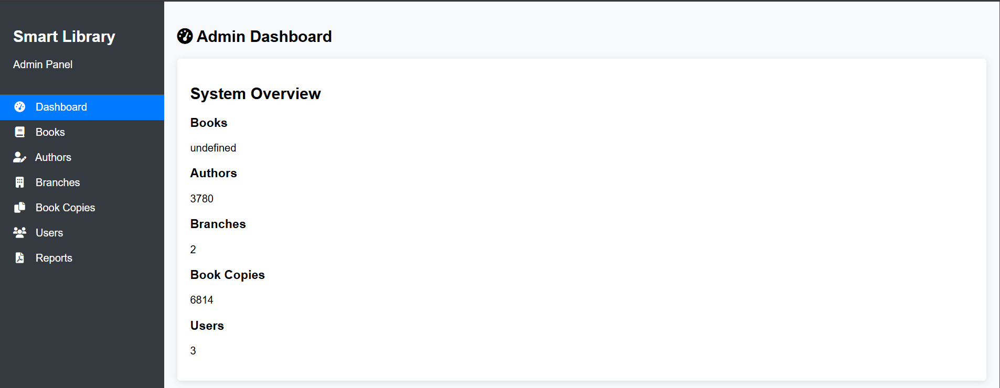 Smart Library
Admin Panel
Dashboard
Books
Authors
Branches
Book Copies
Users
Reports
Admin Dashboard
System Overview
Books
undefined
Authors
3780
Branches
2
Book Copies
6814
Users
3